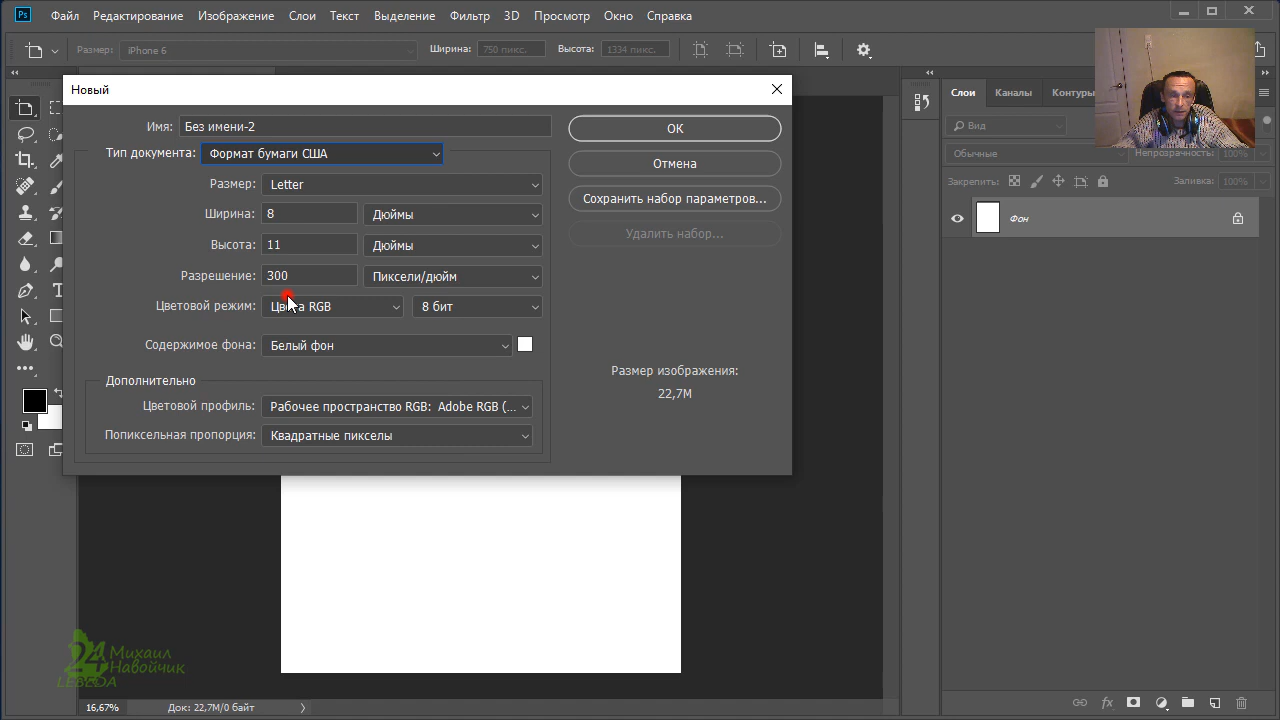 Ps Файл Редактирование Изображение Слои Текст Выделение Фильтр 3D Просмотр Окно Справка
Размер: iPhone 6 Ширина: 750 пикс. Высота: 1334 пикс.
Новый
Слои Каналы Контуры
Имя: Без имени-2
OK
Вид
Тип документа: Формат бумаги США
Обычные Непрозрачность: 100%
Отмена
Размер: Letter
Закрепить: Заливка: 100%
Сохранить набор параметров...
Ширина: 8 Дюймы
Фон
Удалить набор...
Высота: 11 Дюймы
Разрешение: 300 Пиксели/дюйм
Цветовой режим: Цвета RGB 8 бит
Содержимое фона: Белый фон
Размер изображения:
22,7M
Дополнительно
Цветовой профиль: Рабочее пространство RGB: Adobe RGB (...
Попиксельная пропорция: Квадратные пикселы
24 Михаил
Навойчик
LEBEDA
16,67% Док: 22,7M/0 байт
fx